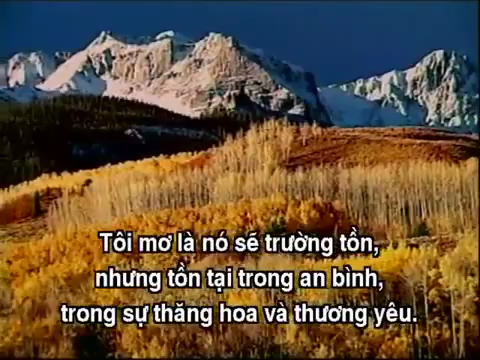 Tôi mơ là nó sẽ trường tồn,
nhưng tồn tại trong an bình,
trong sự thăng hoa và thương yêu.